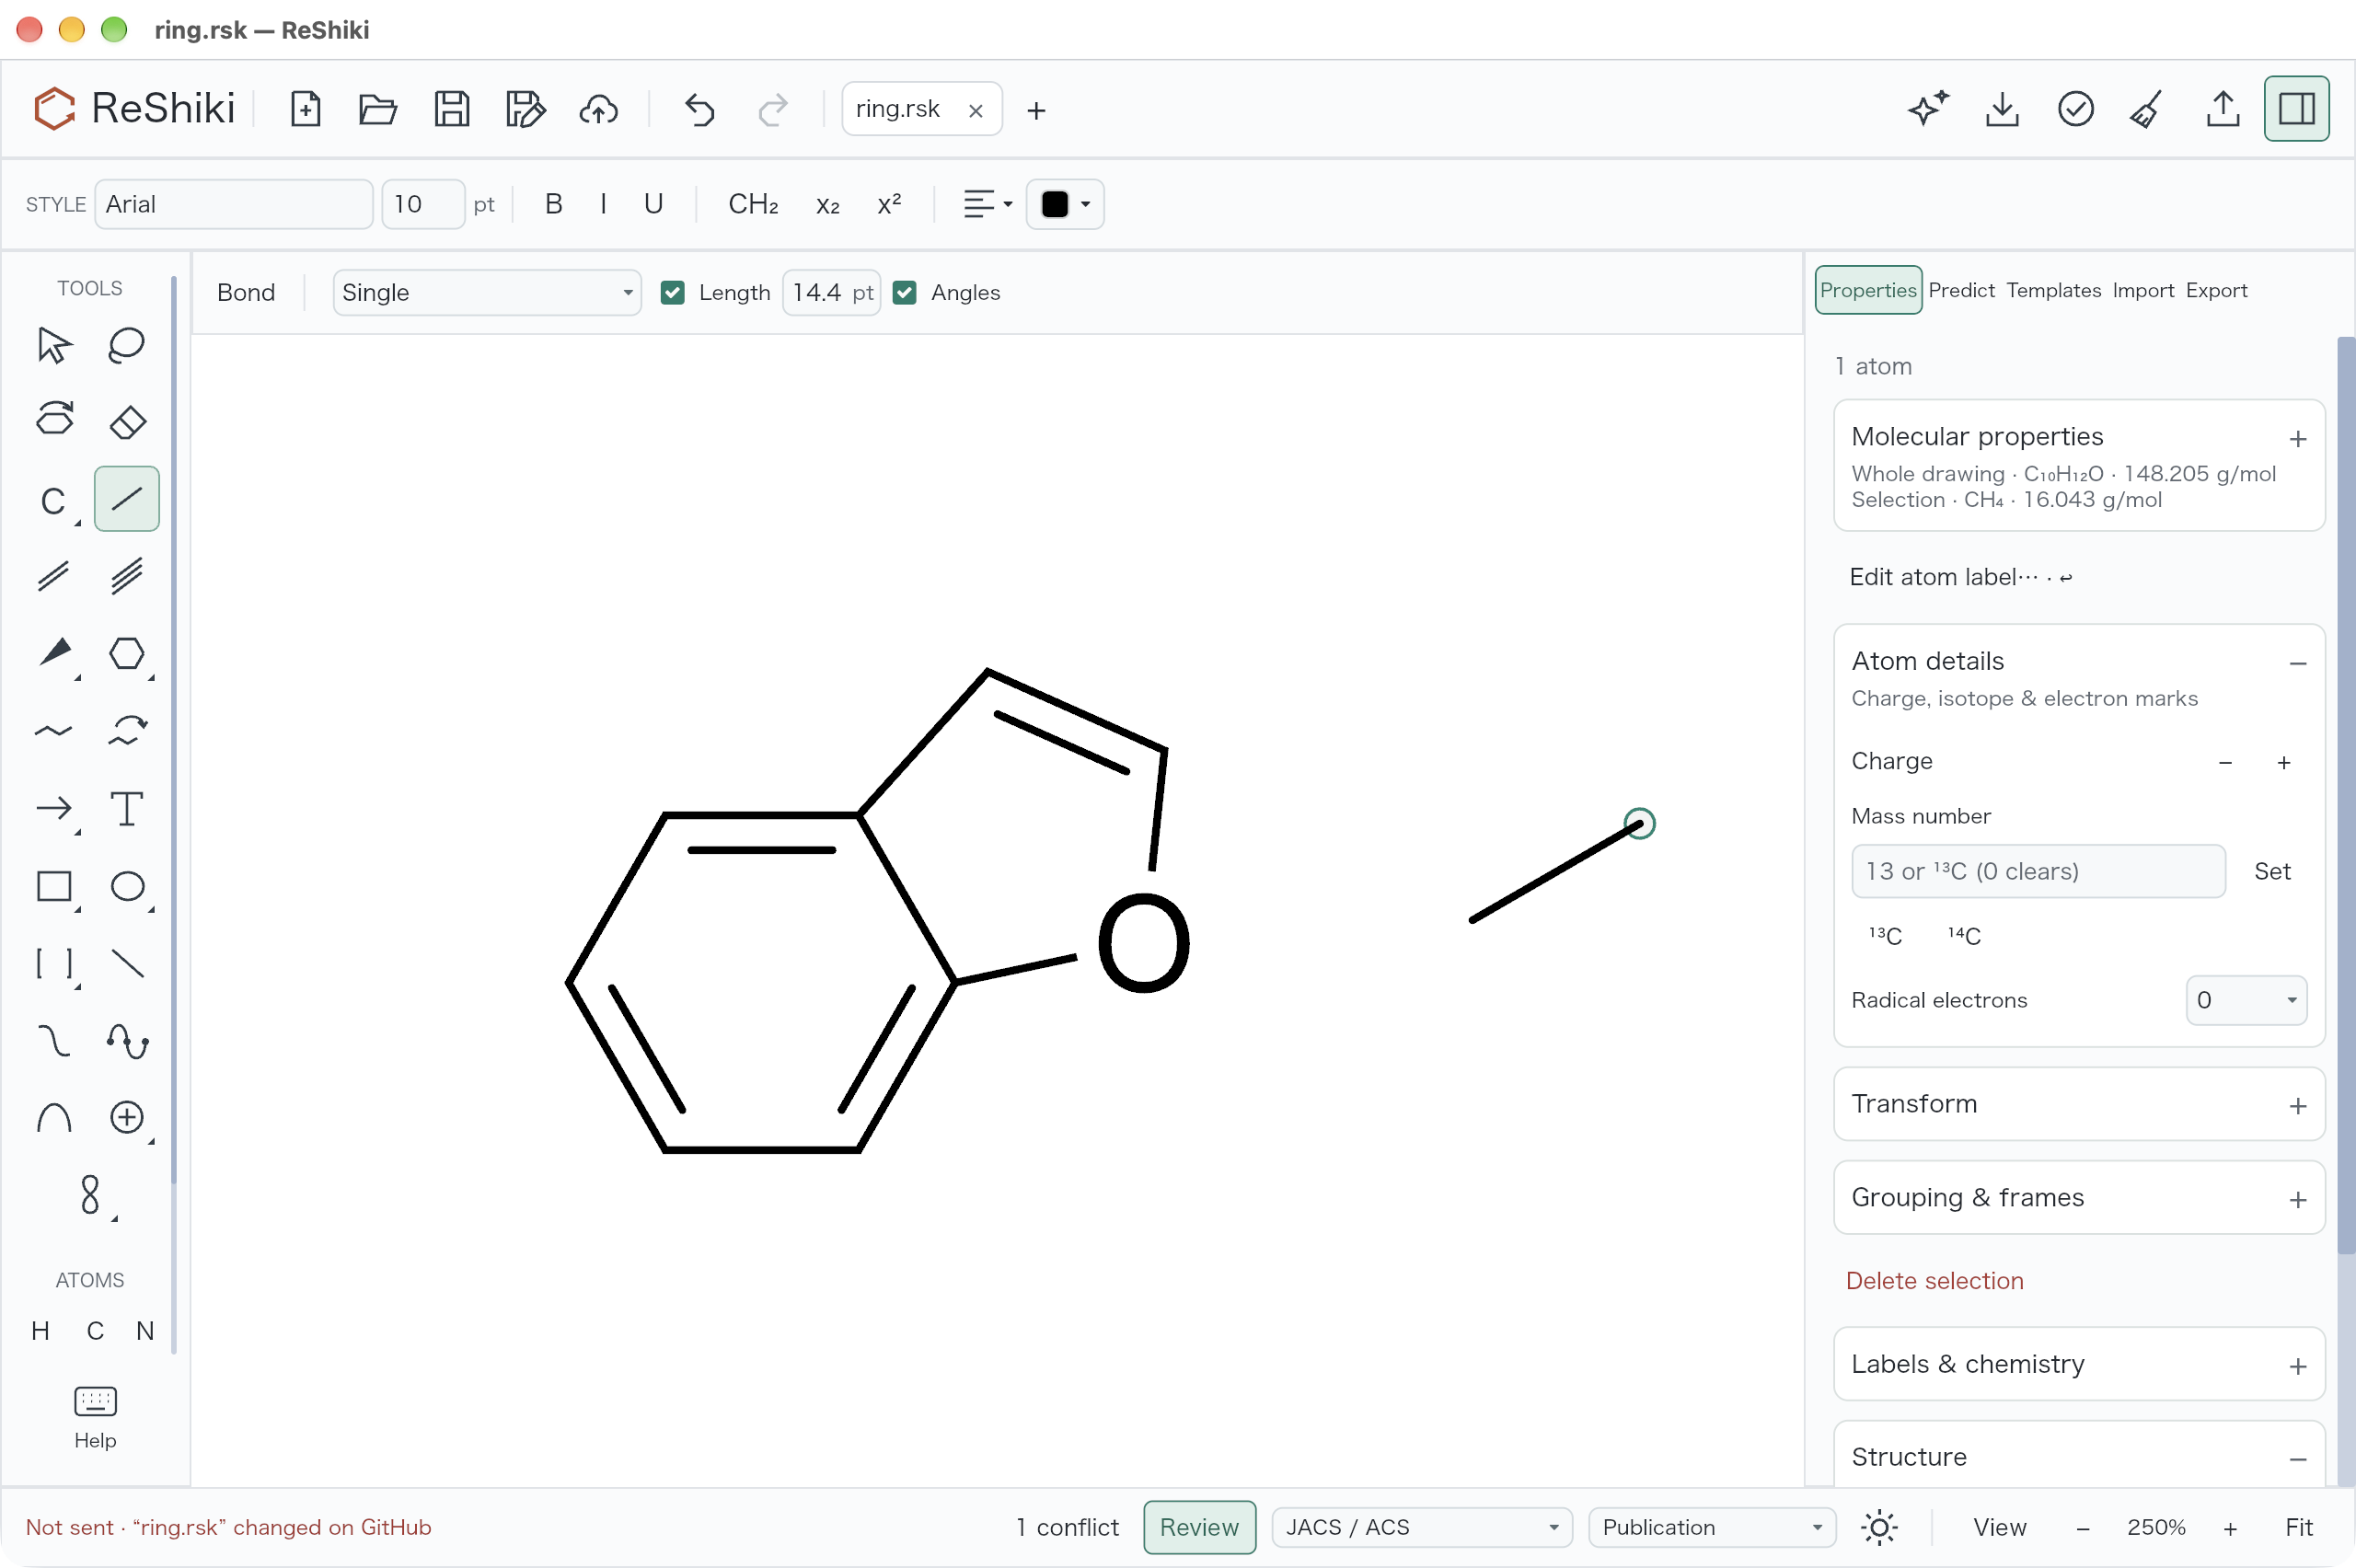 ring.rsk — ReShiki
ReShiki
ring.rsk × +
STYLE Arial 10 pt B I U CH₂ x₂ x²
TOOLS
Bond Single Length 14.4 pt Angles
Properties Predict Templates Import Export
1 atom
Molecular properties +
Whole drawing · C₁₀H₁₂O · 148.205 g/mol
Selection · CH₄ · 16.043 g/mol
C
Edit atom label… · ↩
Atom details −
Charge, isotope & electron marks
Charge − +
T
Mass number
13 or ¹³C (0 clears) Set
O
¹³C ¹⁴C
[ ]
Radical electrons 0
Transform +
Grouping & frames +
ATOMS
Delete selection
H C N
Labels & chemistry +
Help
Structure −
Not sent · “ring.rsk” changed on GitHub
1 conflict Review JACS / ACS Publication View − 250% + Fit